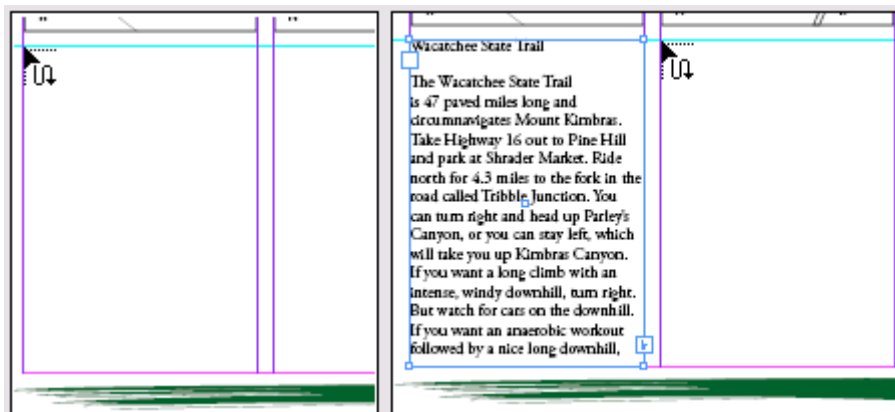 Wacatchee State Trail
The Wacatchee State Trail
is 47 paved miles long and
circumnavigates Mount Kimbras.
Take Highway 16 out to Pine Hill
and park at Shrader Market. Ride
north for 4.3 miles to the fork in the
road called Tribble Junction. You
can turn right and head up Parley's
Canyon, or you can stay left, which
will take you up Kimbras Canyon.
If you want a long climb with an
intense, windy downhill, turn right.
But watch for cars on the downhill.
If you want an anaerobic workout
followed by a nice long downhill,